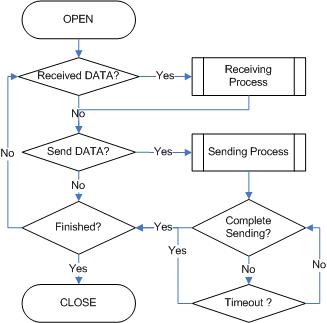 OPEN
Received DATA?
Yes
Receiving
Process
No
Send DATA?
Yes
Sending Process
No
No
Finished?
Yes
Complete
Sending?
Yes
No
No
Yes
CLOSE
Timeout ?